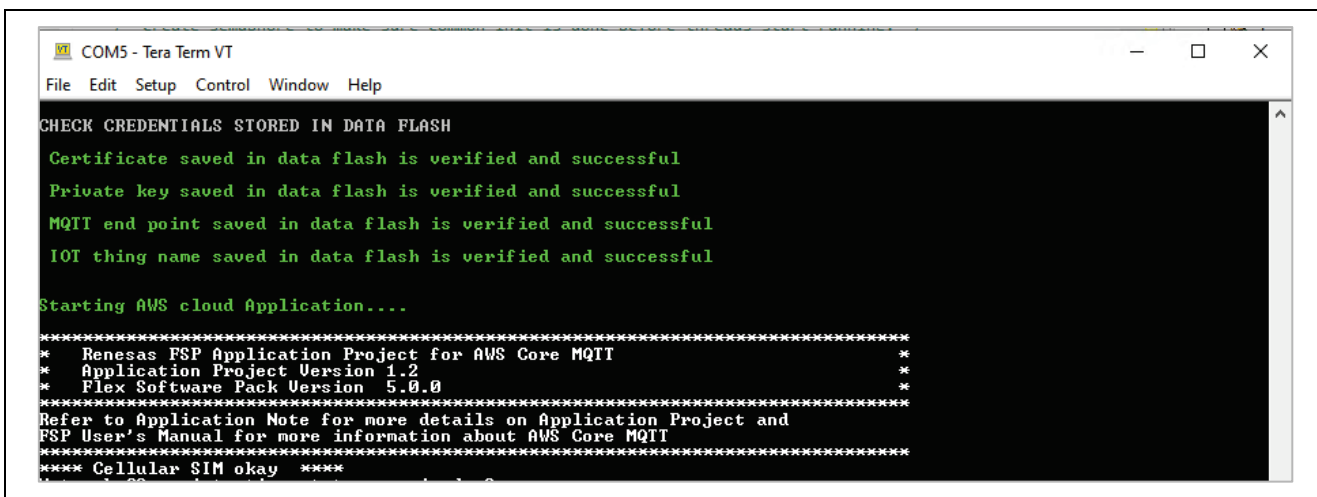 COM5 - Tera Term VT
File Edit Setup Control Window Help
CHECK CREDENTIALS STORED IN DATA FLASH
Certificate saved in data flash is verified and successful
Private key saved in data flash is verified and successful
MQTT end point saved in data flash is verified and successful
IOT thing name saved in data flash is verified and successful
Starting AWS cloud Application....
*********************************************************************************
* Renesas FSP Application Project for AWS Core MQTT *
* Application Project Version 1.2 *
* Flex Software Pack Version 5.0.0 *
*********************************************************************************
Refer to Application Note for more details on Application Project and
FSP User's Manual for more information about AWS Core MQTT
*********************************************************************************
**** Cellular SIM okay ****